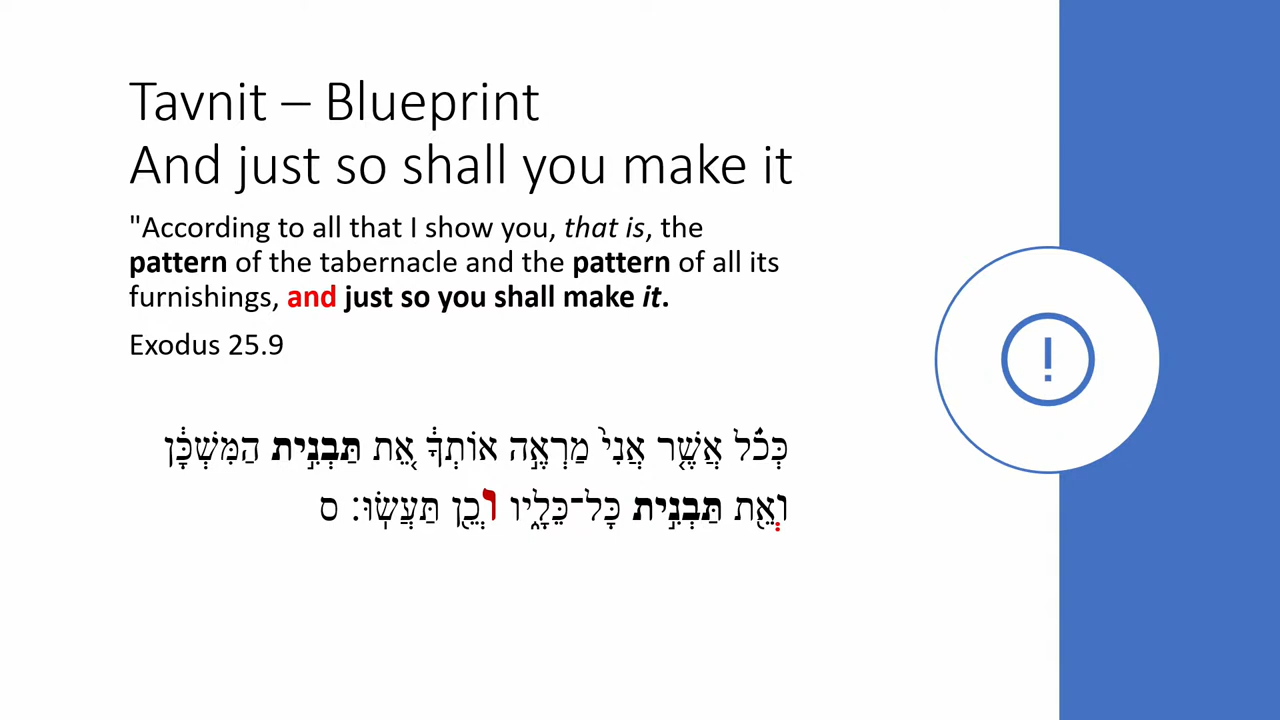 Tavnit – Blueprint
And just so shall you make it
"According to all that I show you, that is, the
pattern of the tabernacle and the pattern of all its
furnishings, and just so you shall make it.
Exodus 25.9
כְּכֹ֗ל אֲשֶׁ֤ר אֲנִי֙ מַרְאֶ֣ה אוֹתְךָ֔ אֵ֚ת תַּבְנִ֣ית הַמִּשְׁכָּ֔ן
וְאֵ֖ת תַּבְנִ֣ית כָּל־כֵּלָ֑יו וְכֵ֖ן תַּעֲשֽׂוּ׃ ס
!